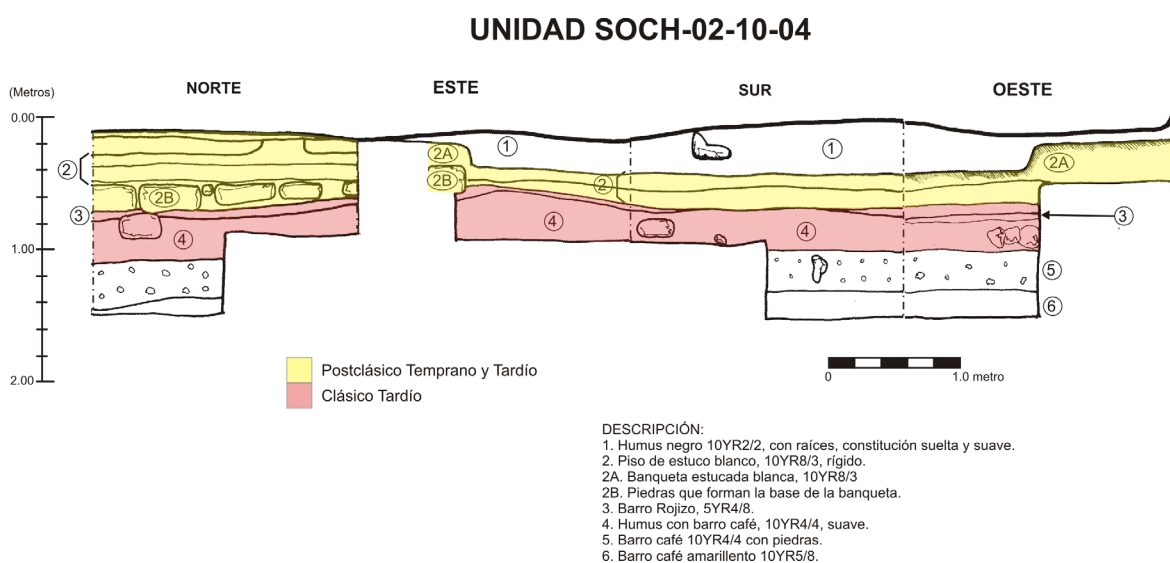 UNIDAD SOCH-02-10-04
NORTE
ESTE
SUR
OESTE
(Metros)
0.00
1.00
2.00
2
2B
3
4
2A
2B
1
4
2
1
4
2A
3
5
6
Postclásico Temprano y Tardío
Clásico Tardío
0
1.0 metro
DESCRIPCIÓN:
1. Humus negro 10YR2/2, con raíces, constitución suelta y suave.
2. Piso de estuco blanco, 10YR8/3, rígido.
2A. Banqueta estucada blanca, 10YR8/3
2B. Piedras que forman la base de la banqueta.
3. Barro Rojizo, 5YR4/8.
4. Humus con barro café, 10YR4/4, suave.
5. Barro café 10YR4/4 con piedras.
6. Barro café amarillento 10YR5/8.